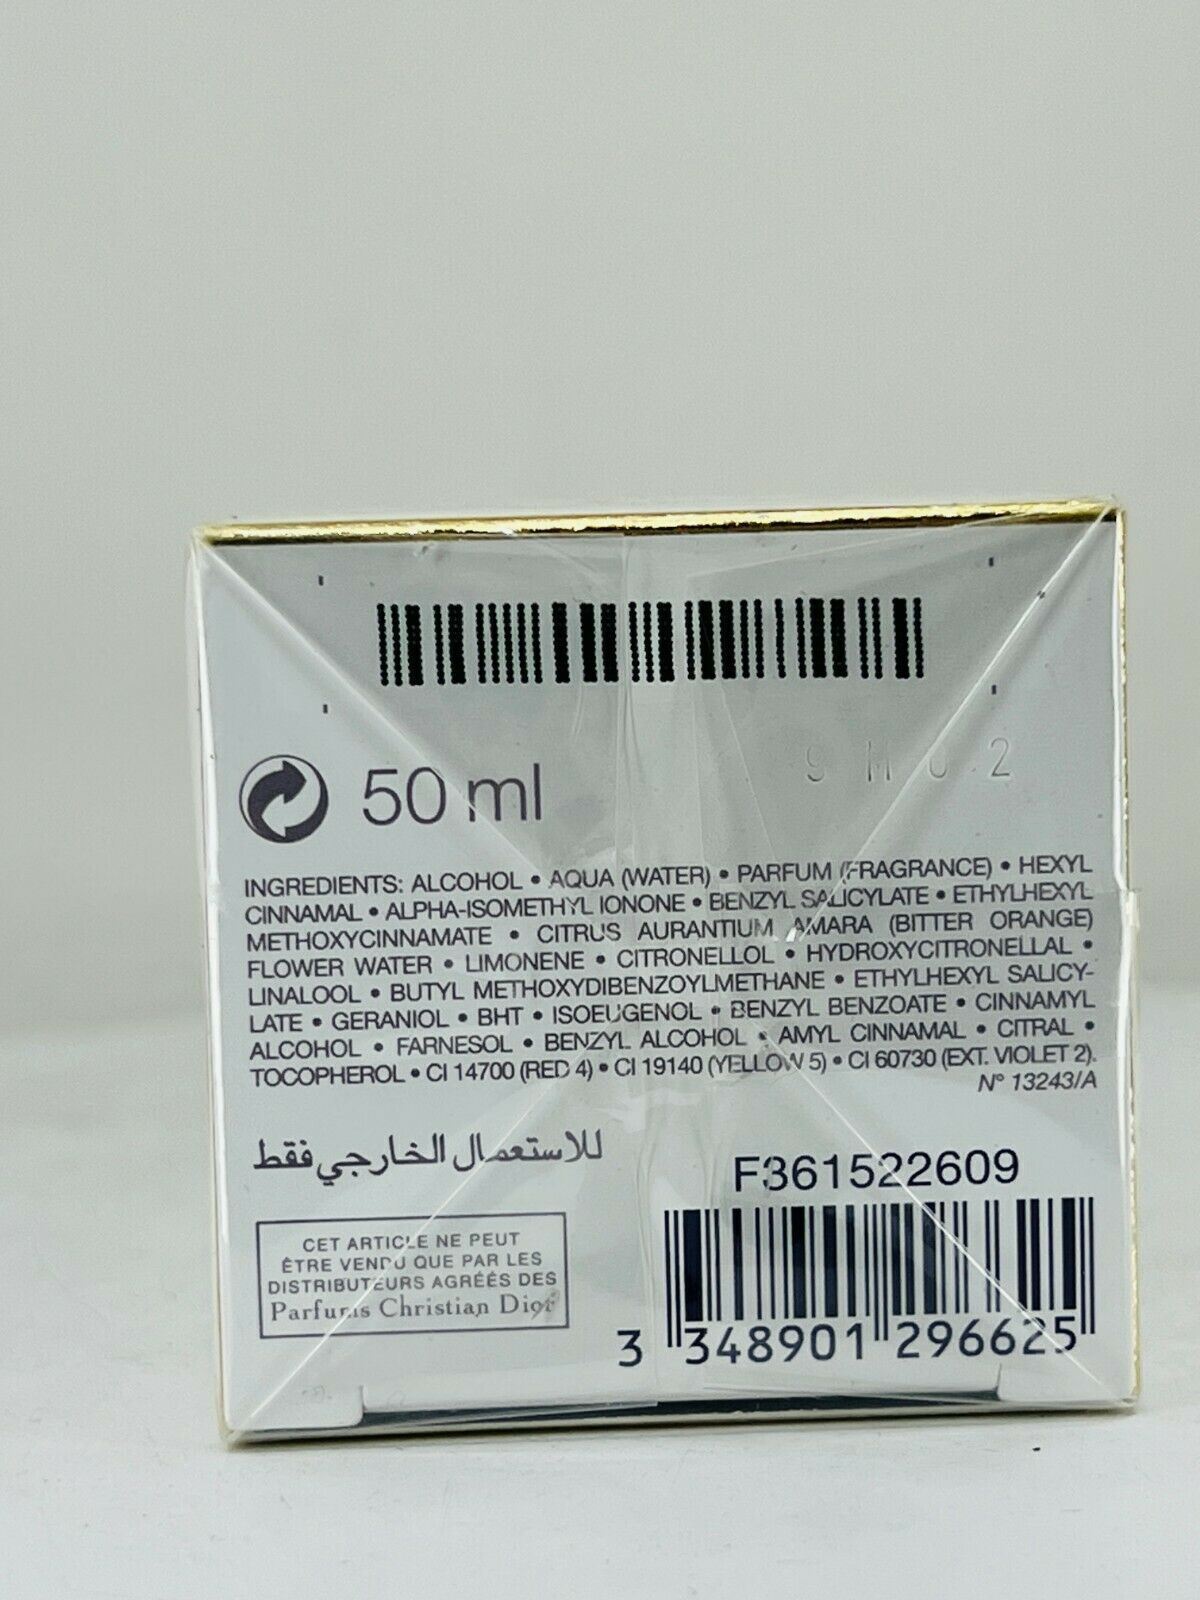 9 M 0 2
50 ml
INGREDIENTS: ALCOHOL • AQUA (WATER) • PARFUM (FRAGRANCE) • HEXYL
CINNAMAL • ALPHA-ISOMETHYL IONONE • BENZYL SALICYLATE • ETHYLHEXYL
METHOXYCINNAMATE • CITRUS AURANTIUM AMARA (BITTER ORANGE)
FLOWER WATER • LIMONENE • CITRONELLOL • HYDROXYCITRONELLAL •
LINALOOL • BUTYL METHOXYDIBENZOYLMETHANE • ETHYLHEXYL SALICY-
LATE • GERANIOL • BHT • ISOEUGENOL • BENZYL BENZOATE • CINNAMYL
ALCOHOL • FARNESOL • BENZYL ALCOHOL • AMYL CINNAMAL • CITRAL •
TOCOPHEROL • CI 14700 (RED 4) • CI 19140 (YELLOW 5) • CI 60730 (EXT. VIOLET 2).
N° 13243/A
للاستعمال الخارجي فقط
F361522609
CET ARTICLE NE PEUT
ÊTRE VENDU QUE PAR LES
DISTRIBUTEURS AGRÉÉS DES
Parfums Christian Dior
3 348901 296625